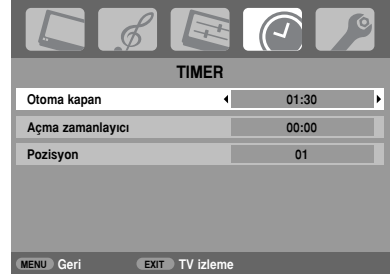 TIMER
Otoma kapan 01:30
Açma zamanlayıcı 00:00
Pozisyon 01
MENU Geri EXIT TV izleme